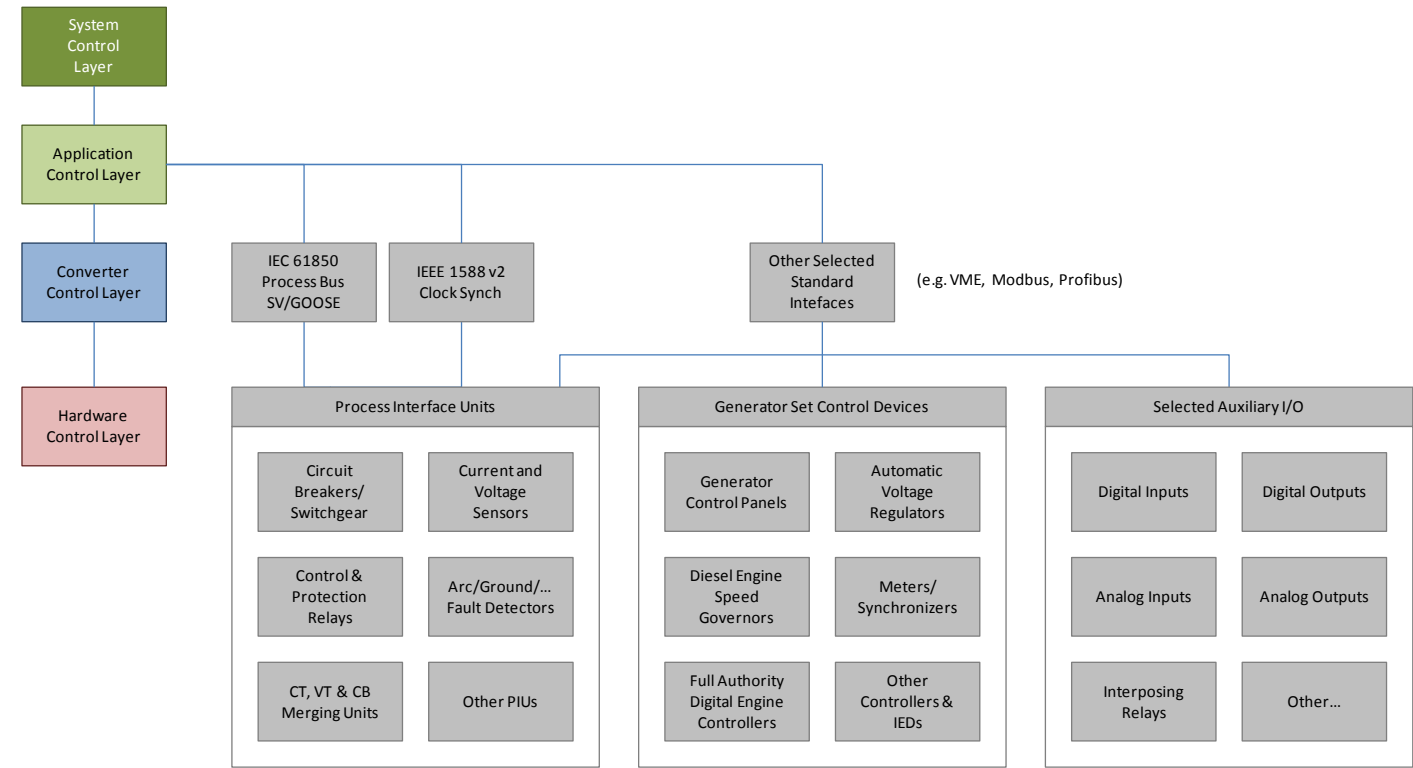 System
Control
Layer
Application
Control Layer
Converter
Control Layer
Hardware
Control Layer
IEC 61850
Process Bus
SV/GOOSE
IEEE 1588 v2
Clock Synch
Other Selected
Standard
Intefaces
(e.g. VME, Modbus, Profibus)
Process Interface Units
Circuit
Breakers/
Switchgear
Current and
Voltage
Sensors
Control &
Protection
Relays
Arc/Ground/...
Fault Detectors
CT, VT & CB
Merging Units
Other PIUs
Generator Set Control Devices
Generator
Control Panels
Automatic
Voltage
Regulators
Diesel Engine
Speed
Governors
Meters/
Synchronizers
Full Authority
Digital Engine
Controllers
Other
Controllers &
IEDs
Selected Auxiliary I/O
Digital Inputs
Digital Outputs
Analog Inputs
Analog Outputs
Interposing
Relays
Other...